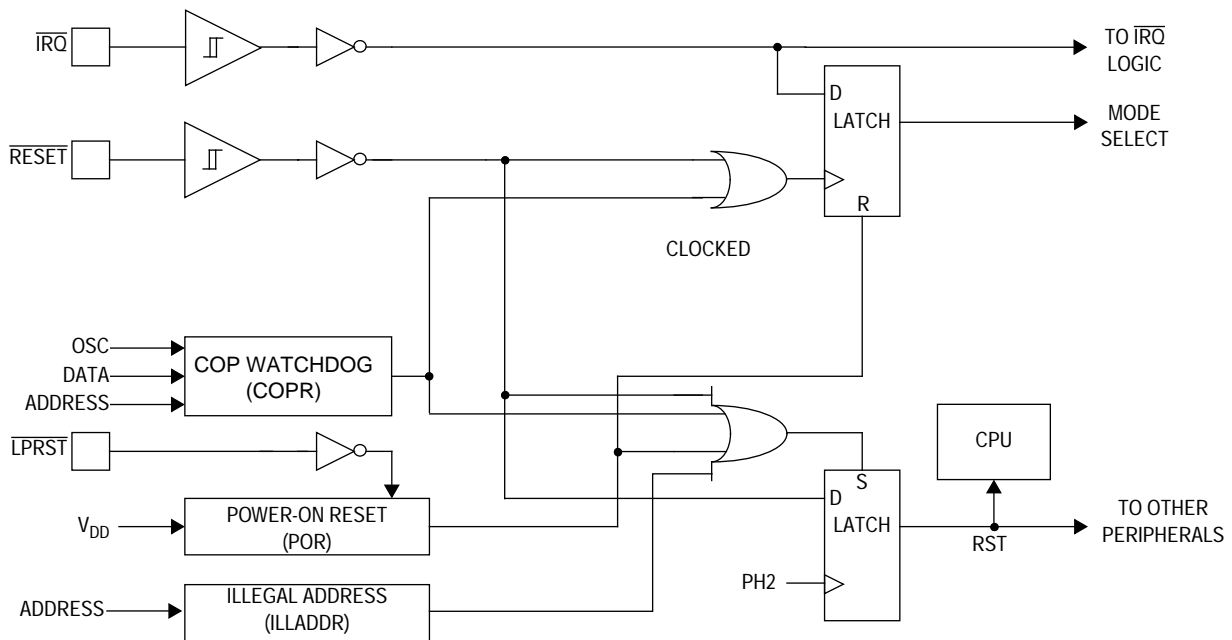 IRQ
TO IRQ
LOGIC
D
LATCH
MODE
SELECT
RESET
R
CLOCKED
OSC
DATA
ADDRESS
COP WATCHDOG
(COPR)
LPRST
CPU
S
D
LATCH
VDD
POWER-ON RESET
(POR)
TO OTHER
PERIPHERALS
RST
PH2
ADDRESS
ILLEGAL ADDRESS
(ILLADDR)